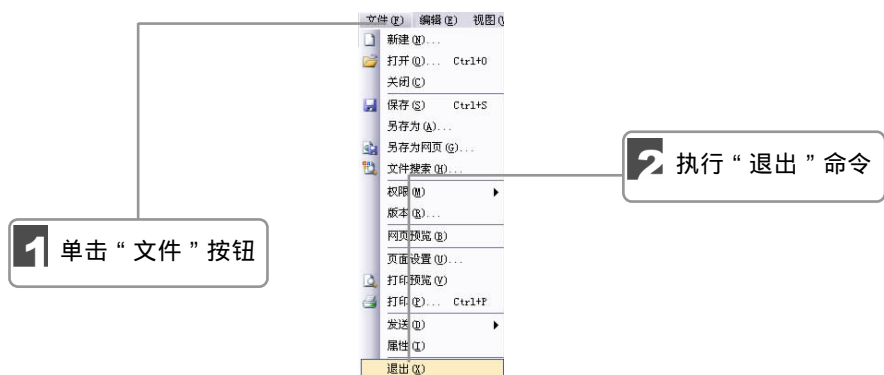 文件(F) 编辑(E) 视图(V
新建(N)...
打开(O)... Ctrl+O
关闭(C)
保存(S) Ctrl+S
另存为(A)...
另存为网页(G)...
文件搜索(H)...
权限(M)
版本(R)...
网页预览(B)
页面设置(U)...
打印预览(V)
打印(P)... Ctrl+P
发送(D)
属性(I)
退出(X)
1 单击“文件”按钮
2 执行“退出”命令